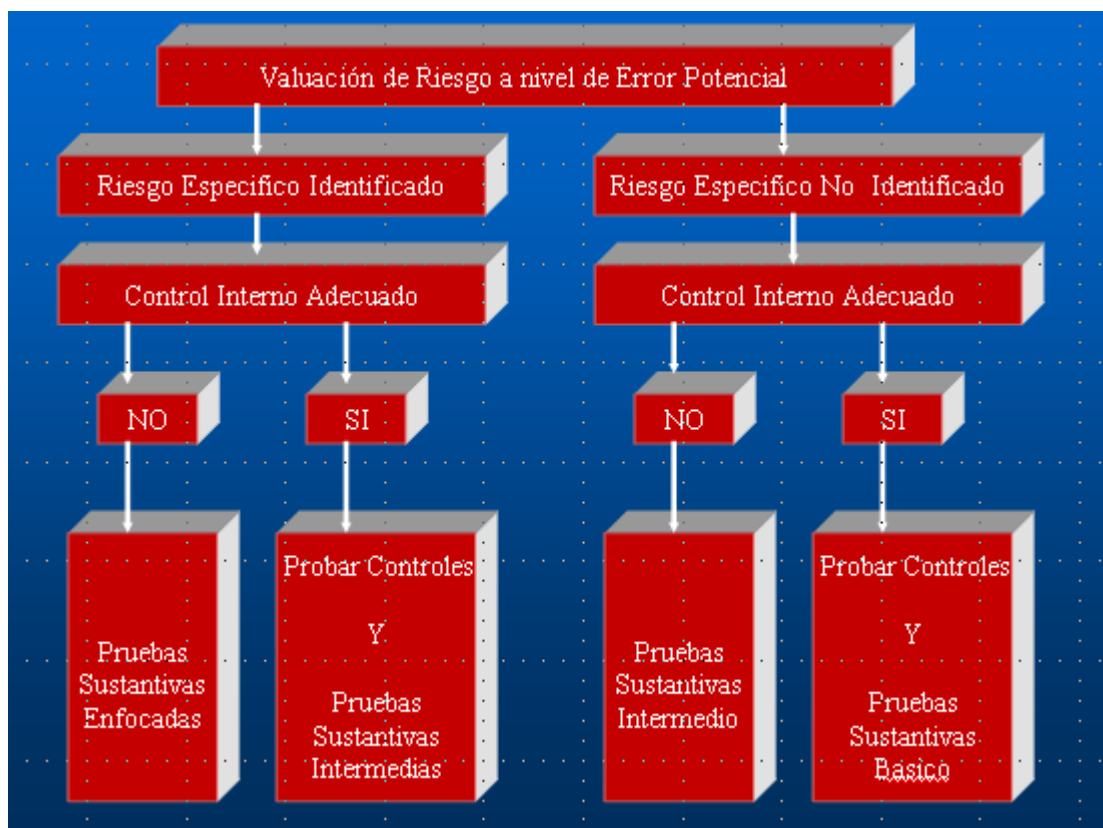 Valuación de Riesgo a nivel de Error Potencial
Riesgo Especifico Identificado
Riesgo Especifico No Identificado
Control Interno Adecuado
Control Interno Adecuado
NO
SI
NO
SI
Pruebas
Sustantivas
Enfocadas
Probar Controles
Y
Pruebas
Sustantivas
Intermedias
Pruebas
Sustantivas
Intermedio
Probar Controles
Y
Pruebas
Sustantivas
Basico